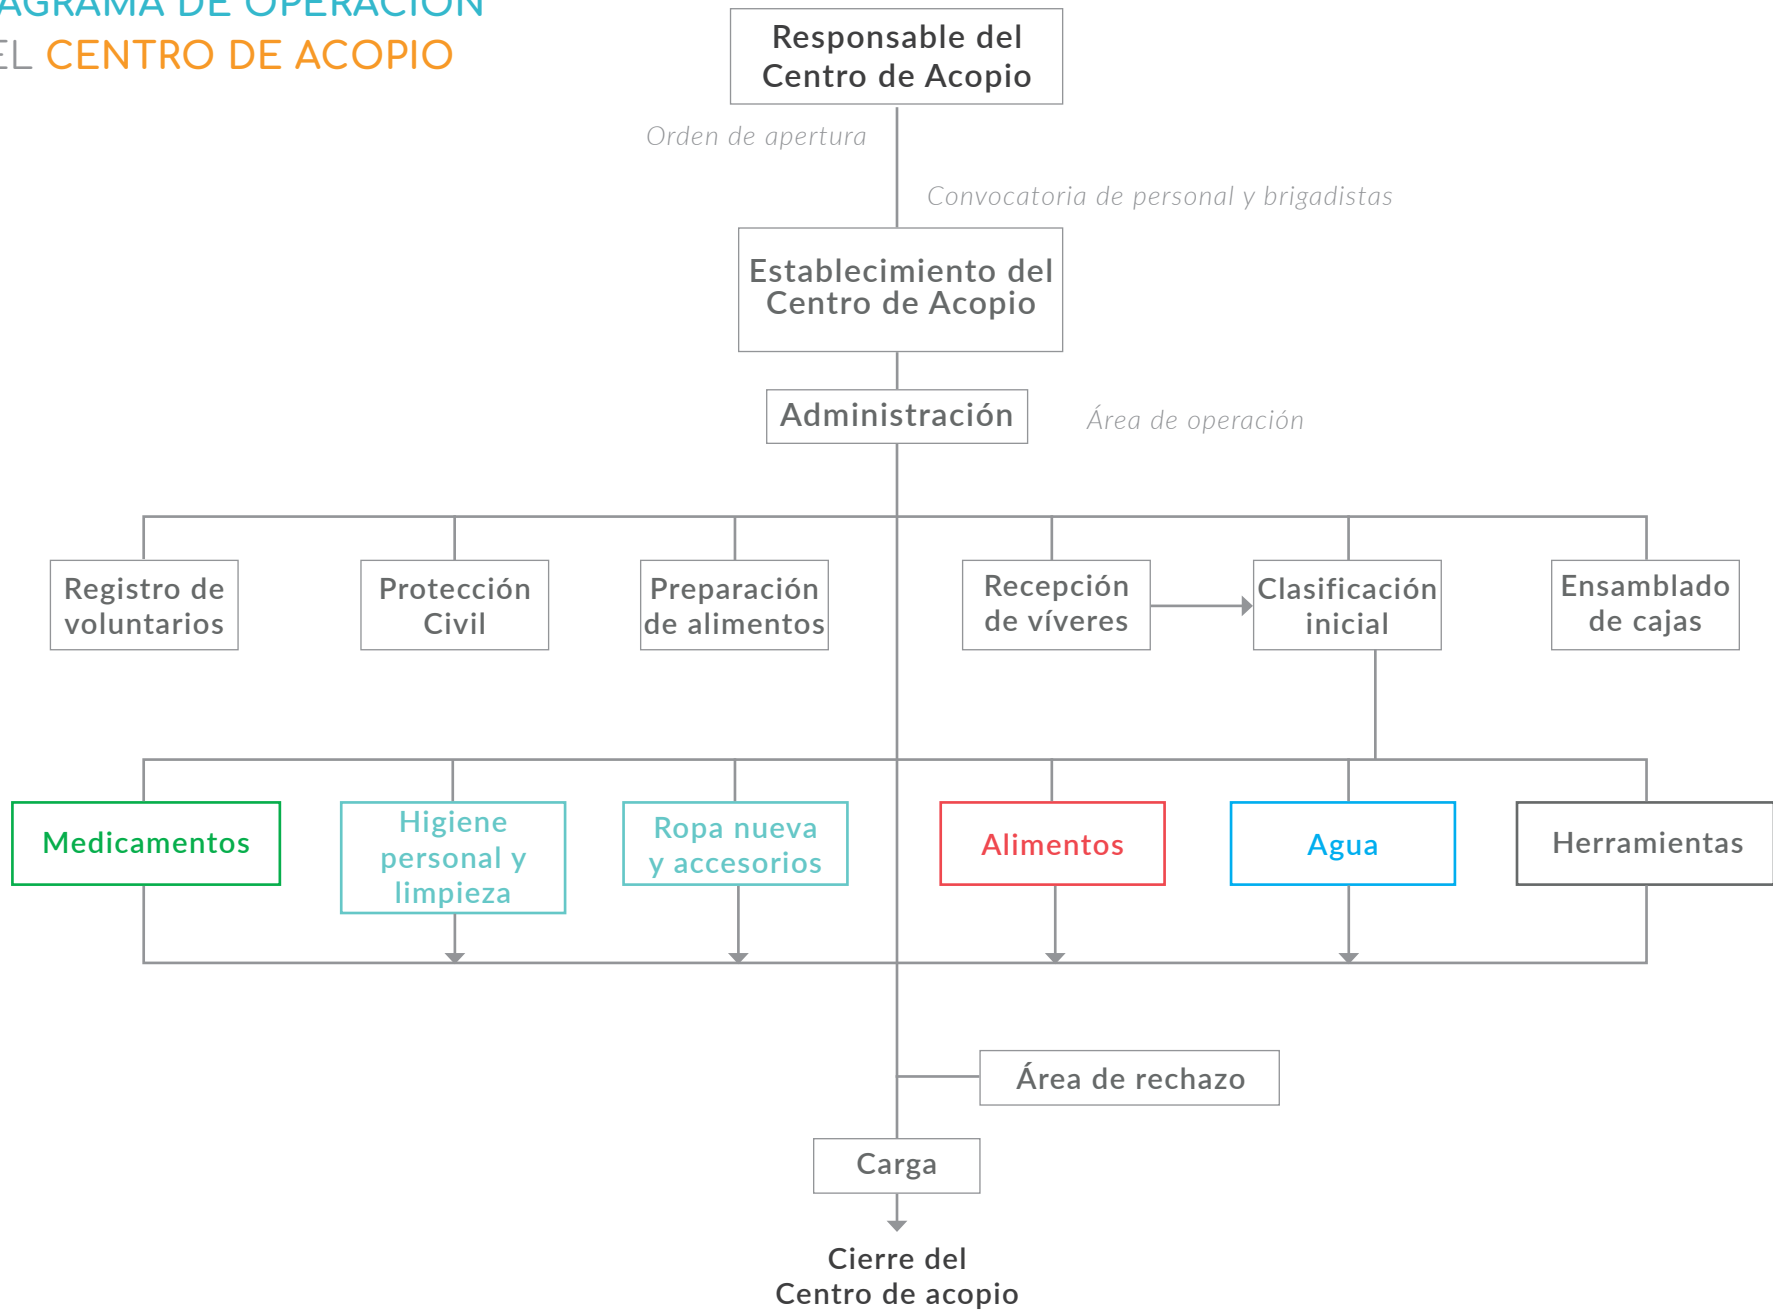 AGRAMA DE OPERACIÓN
EL CENTRO DE ACOPIO
Responsable del
Centro de Acopio
Orden de apertura
Convocatoria de personal y brigadistas
Establecimiento del
Centro de Acopio
Administración
Área de operación
Registro de
voluntarios
Protección
Civil
Preparación
de alimentos
Recepción
de víveres
Clasificación
inicial
Ensamblado
de cajas
Medicamentos
Higiene
personal y
limpieza
Ropa nueva
y accesorios
Alimentos
Agua
Herramientas
Área de rechazo
Carga
Cierre del
Centro de acopio